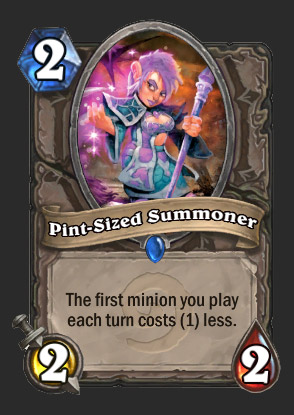 2
Pint-Sized Summoner
The first minion you play
each turn costs (1) less.
2
2